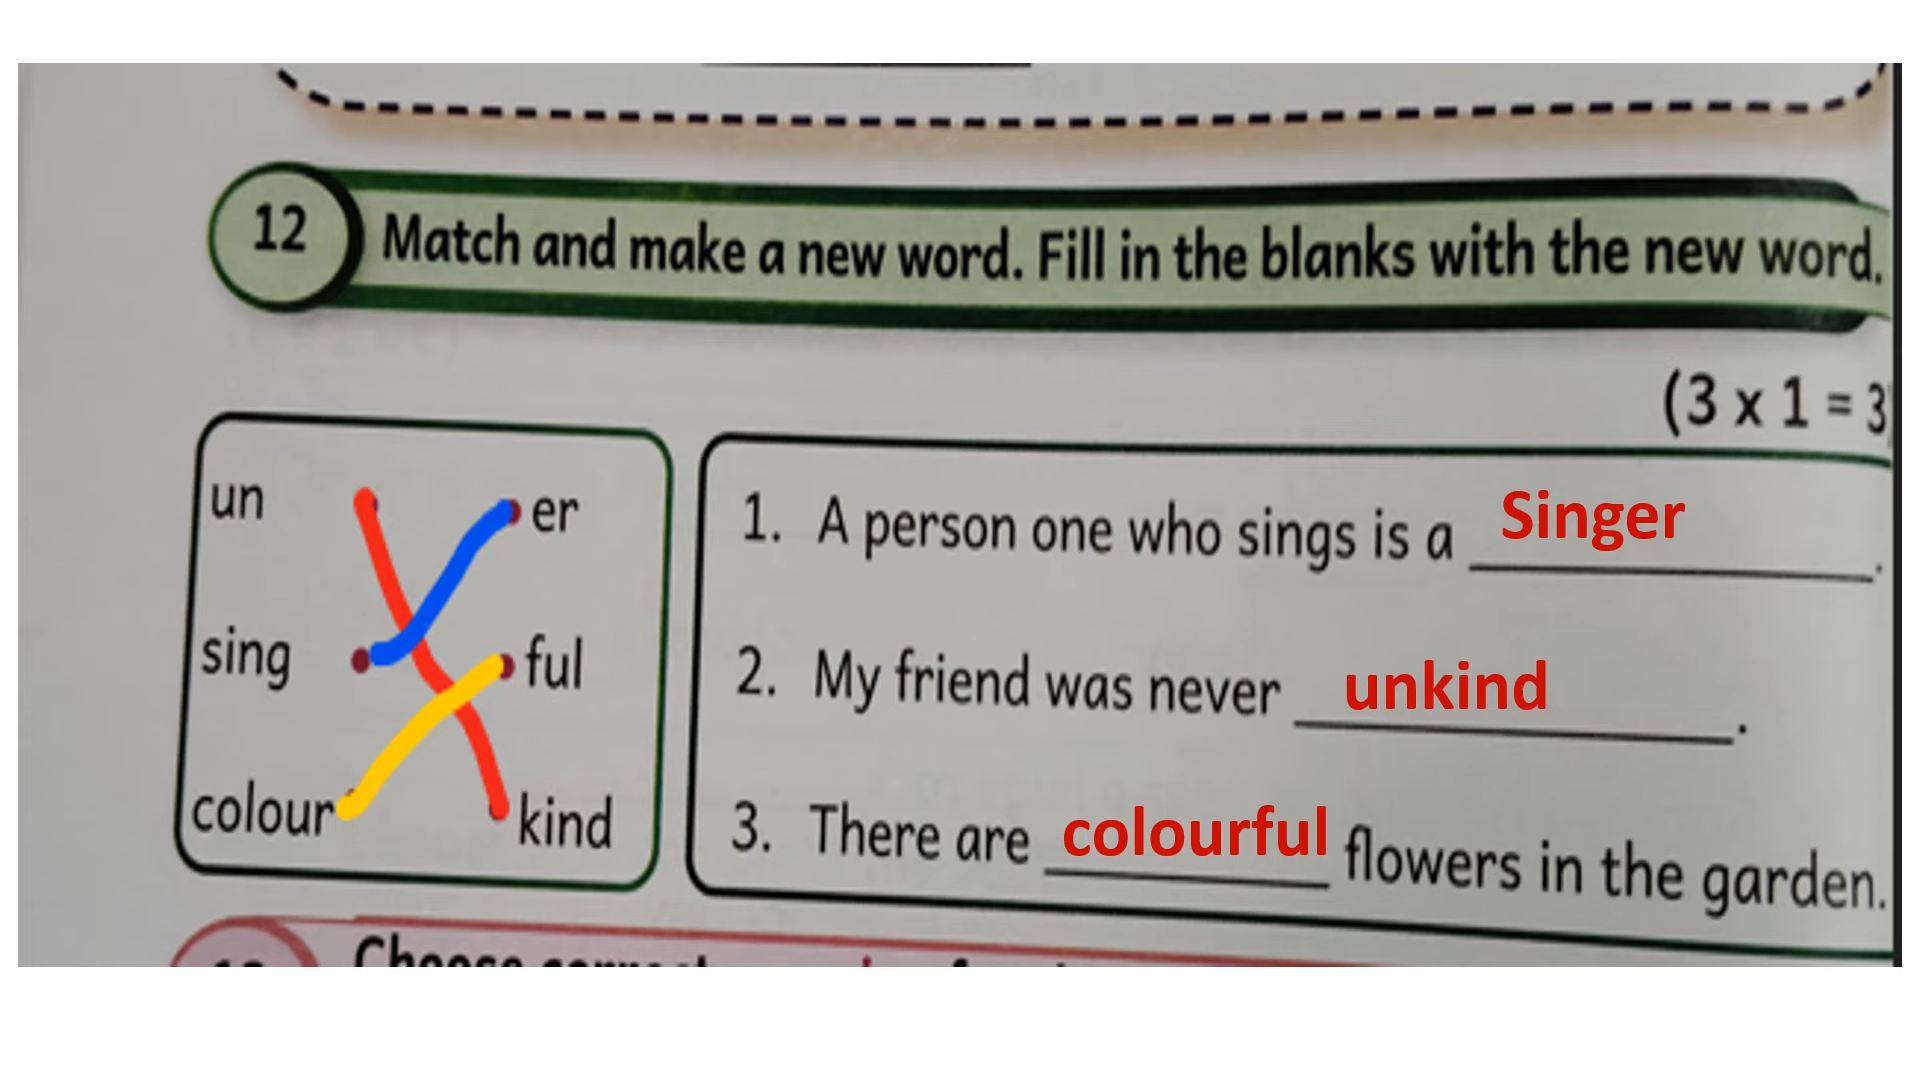 12 Match and make a new word. Fill in the blanks with the new word.
(3 x 1 = 3)
un er
sing ful
colour kind
1. A person one who sings is a Singer.
2. My friend was never unkind.
3. There are colourful flowers in the garden.
Choose correct